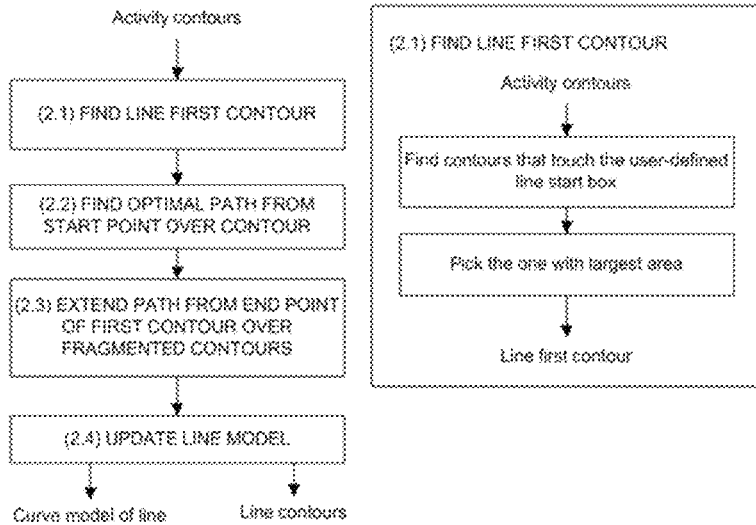 Activity contours
(2.1) FIND LINE FIRST CONTOUR
(2.2) FIND OPTIMAL PATH FROM
START POINT OVER CONTOUR
(2.3) EXTEND PATH FROM END POINT
OF FIRST CONTOUR OVER
FRAGMENTED CONTOURS
(2.4) UPDATE LINE MODEL
Curve model of line
Line contours
(2.1) FIND LINE FIRST CONTOUR
Activity contours
Find contours that touch the user-defined
line start box
Pick the one with largest area
Line first contour